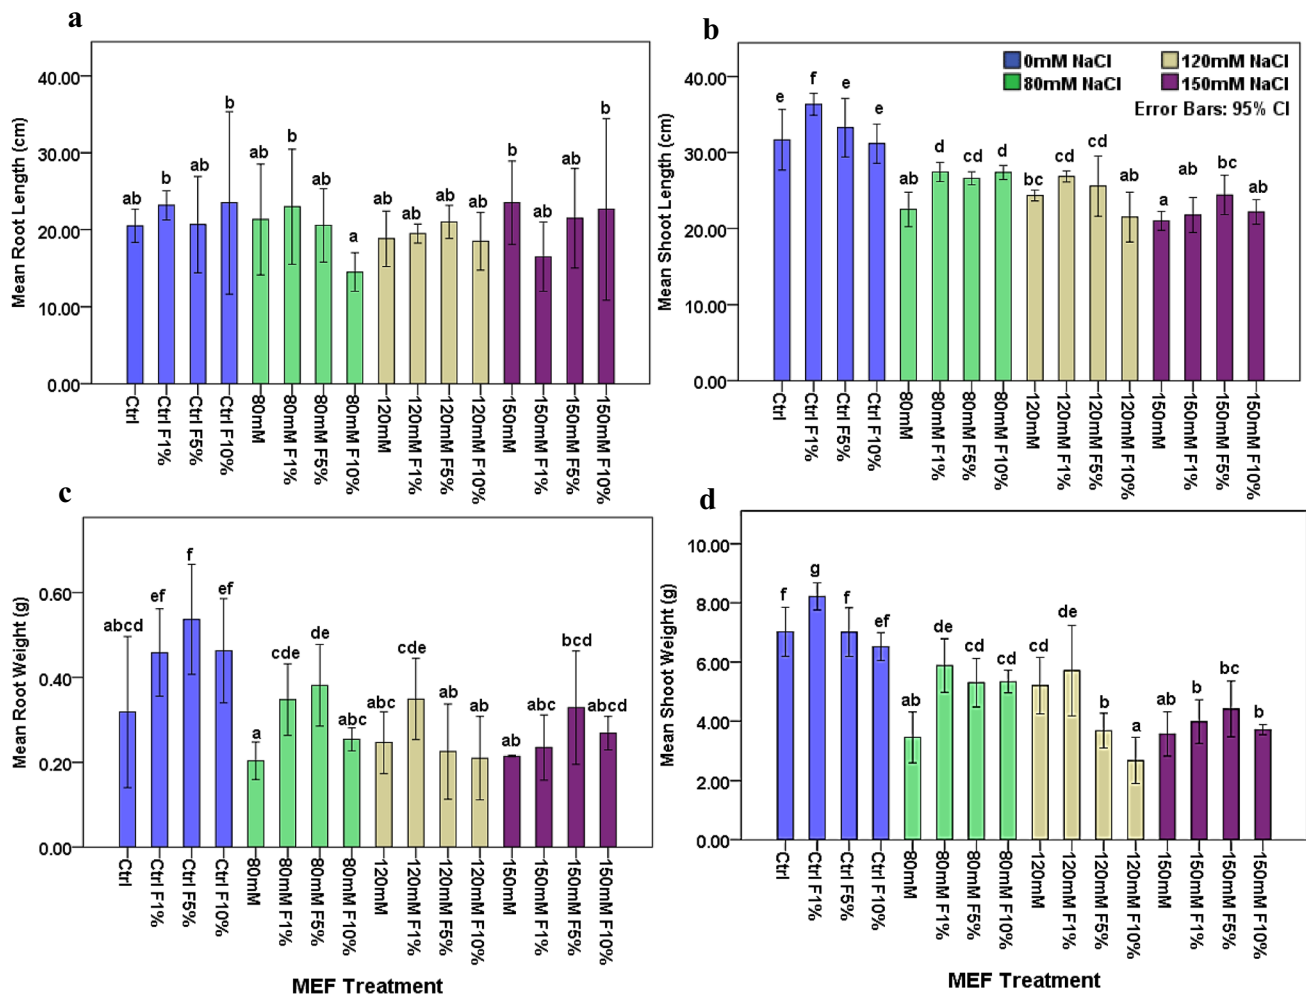 a
Mean Root Length (cm)
40.00
30.00
20.00
10.00
0.00
ab
b
ab
b
ab
b
ab
a
ab
ab
ab
ab
b
ab
ab
b
Ctrl
Ctrl F1%
Ctrl F5%
Ctrl F10%
80mM
80mM F1%
80mM F5%
80mM F10%
120mM
120mM F1%
120mM F5%
120mM F10%
150mM
150mM F1%
150mM F5%
150mM F10%
b
Mean Shoot Length (cm)
40.00
30.00
20.00
10.00
0.00
0mM NaCl
120mM NaCl
80mM NaCl
150mM NaCl
Error Bars: 95% CI
e
f
e
e
ab
d
cd
d
bc
cd
cd
ab
a
ab
bc
ab
Ctrl
Ctrl F1%
Ctrl F5%
Ctrl F10%
80mM
80mM F1%
80mM F5%
80mM F10%
120mM
120mM F1%
120mM F5%
120mM F10%
150mM
150mM F1%
150mM F5%
150mM F10%
c
Mean Root Weight (g)
0.60
0.40
0.20
0.00
abcd
ef
f
ef
a
cde
de
abc
abc
cde
ab
ab
ab
abc
bcd
abcd
Ctrl
Ctrl F1%
Ctrl F5%
Ctrl F10%
80mM
80mM F1%
80mM F5%
80mM F10%
120mM
120mM F1%
120mM F5%
120mM F10%
150mM
150mM F1%
150mM F5%
150mM F10%
MEF Treatment
d
Mean Shoot Weight (g)
10.00
8.00
6.00
4.00
2.00
0.00
f
g
f
ef
ab
de
cd
cd
cd
de
b
a
ab
b
bc
b
Ctrl
Ctrl F1%
Ctrl F5%
Ctrl F10%
80mM
80mM F1%
80mM F5%
80mM F10%
120mM
120mM F1%
120mM F5%
120mM F10%
150mM
150mM F1%
150mM F5%
150mM F10%
MEF Treatment